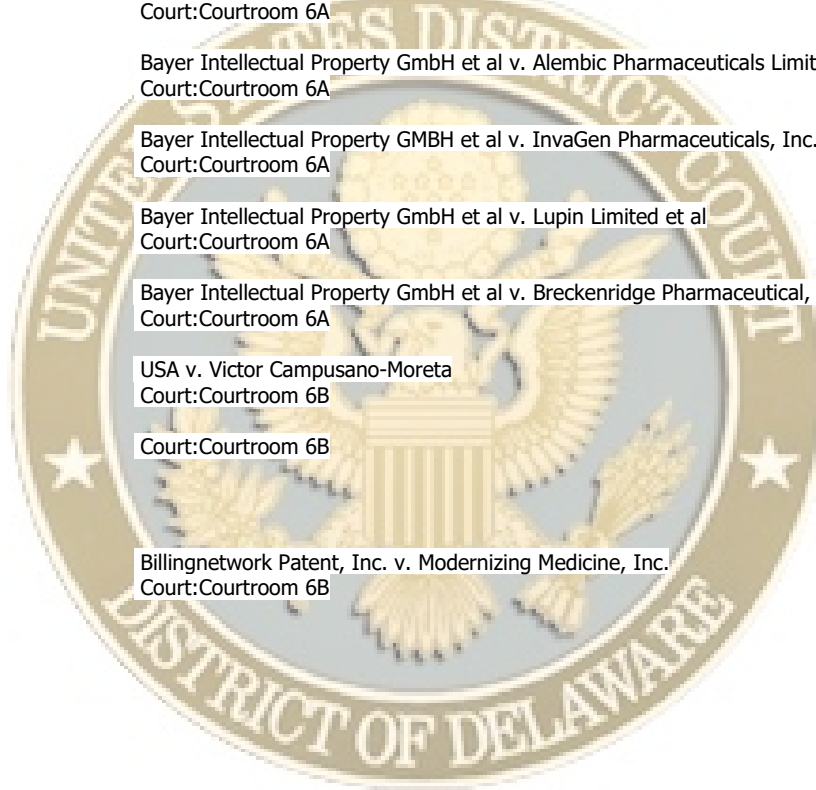 Court:Courtroom 6A
Bayer Intellectual Property GmbH et al v. Alembic Pharmaceuticals Limit
Court:Courtroom 6A
Bayer Intellectual Property GMBH et al v. InvaGen Pharmaceuticals, Inc.
Court:Courtroom 6A
Bayer Intellectual Property GmbH et al v. Lupin Limited et al
Court:Courtroom 6A
Bayer Intellectual Property GmbH et al v. Breckenridge Pharmaceutical,
Court:Courtroom 6A
USA v. Victor Campusano-Moreta
Court:Courtroom 6B
Court:Courtroom 6B
Billingnetwork Patent, Inc. v. Modernizing Medicine, Inc.
Court:Courtroom 6B
UNITED STATES DISTRICT COURT
DISTRICT OF DELAWARE